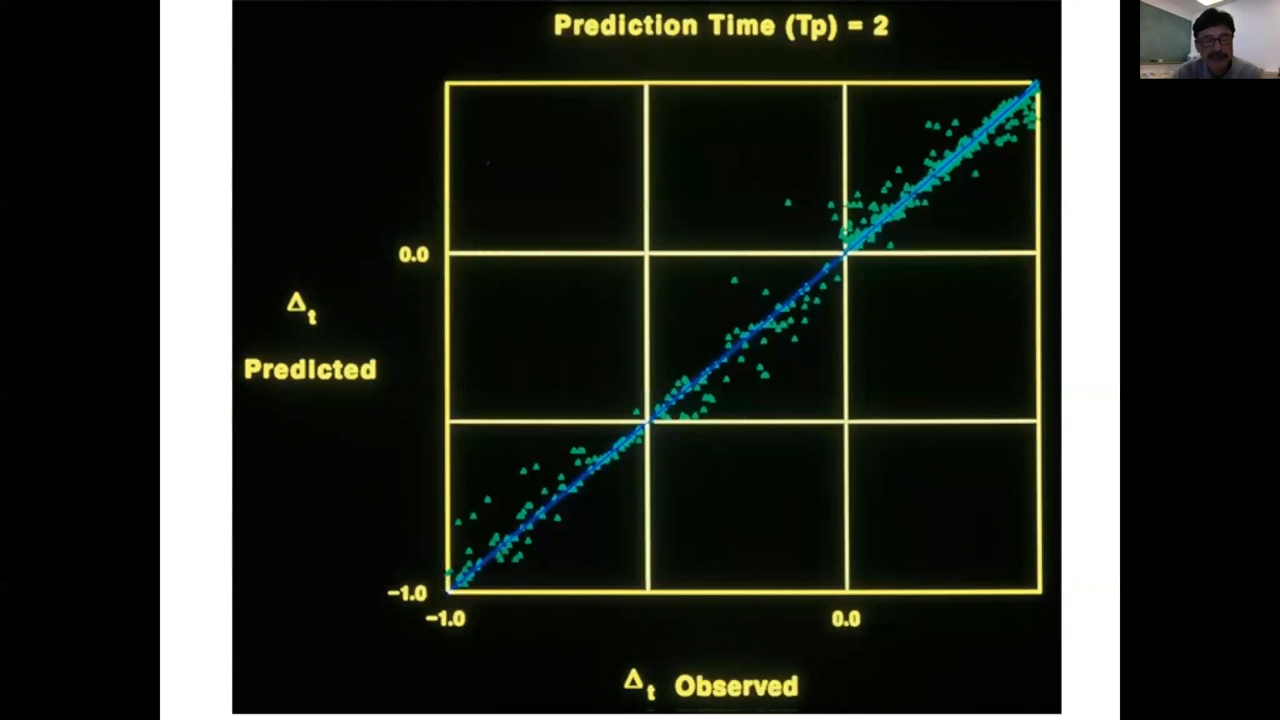 Prediction Time (Tp) = 2
0.0
Δt
Predicted
−1.0
−1.0
0.0
Δt Observed